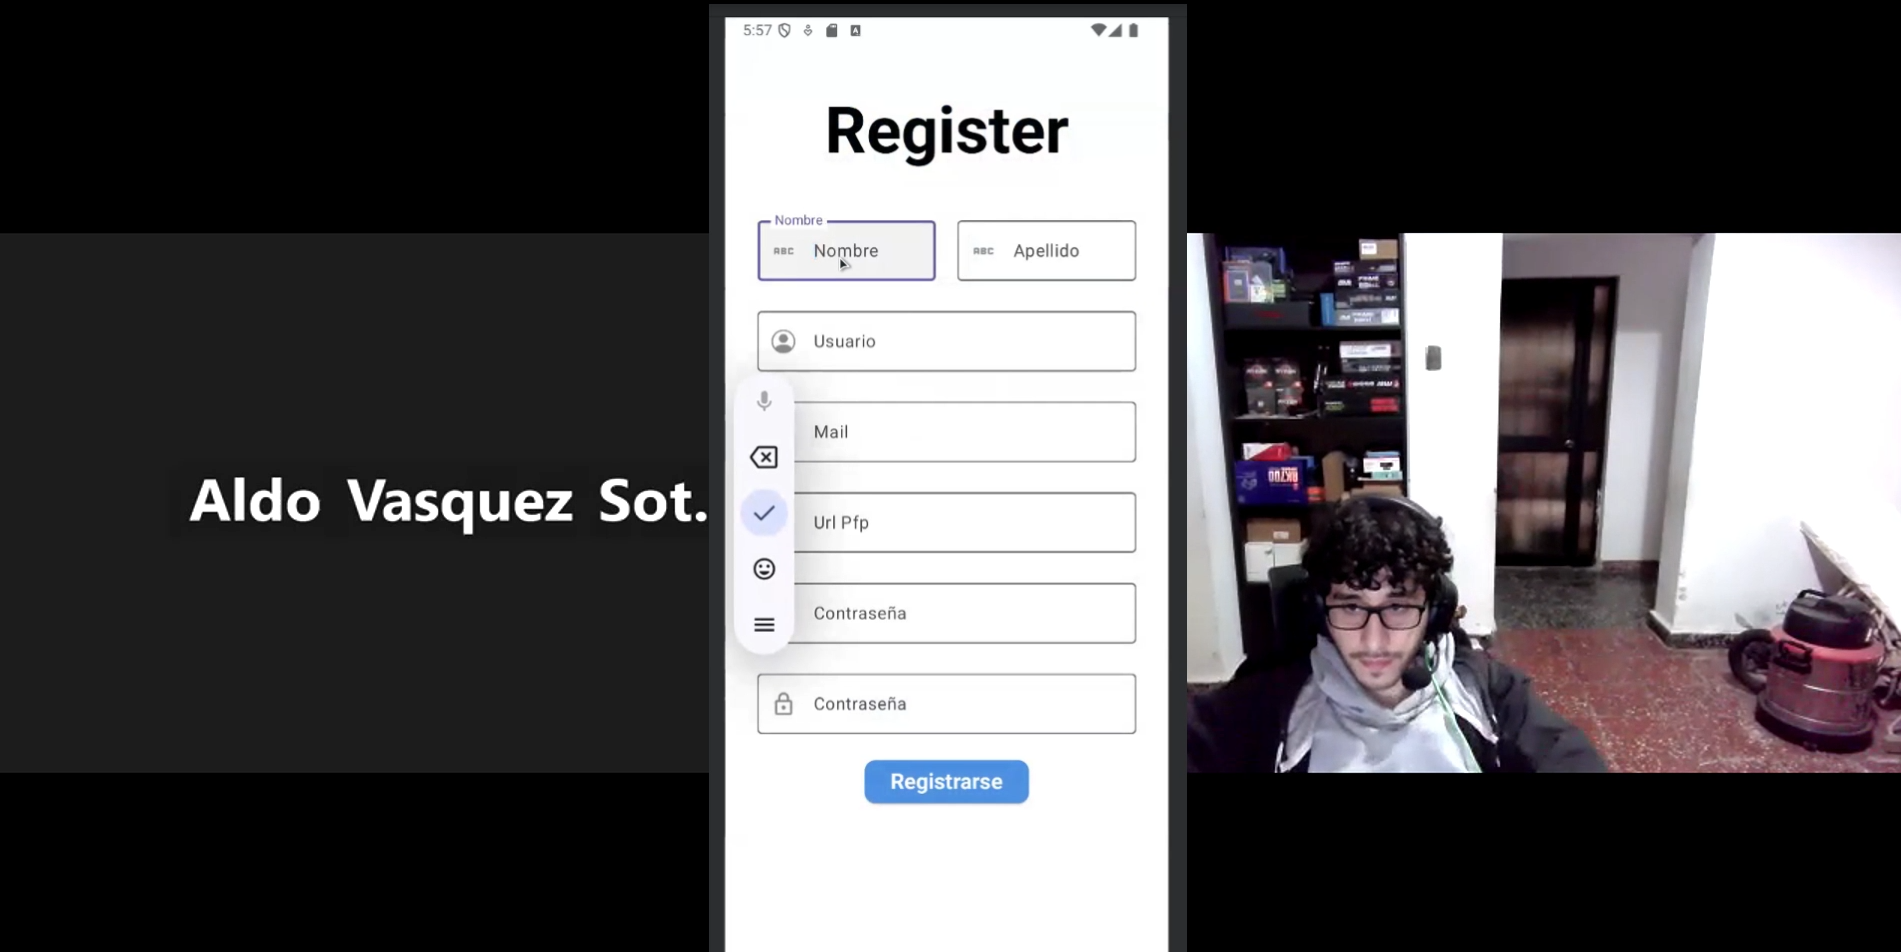 Aldo Vasquez Sot.
5:57
Register
Nombre
ABC Nombre
ABC Apellido
Usuario
Mail
Url Pfp
Contraseña
Contraseña
Registrarse